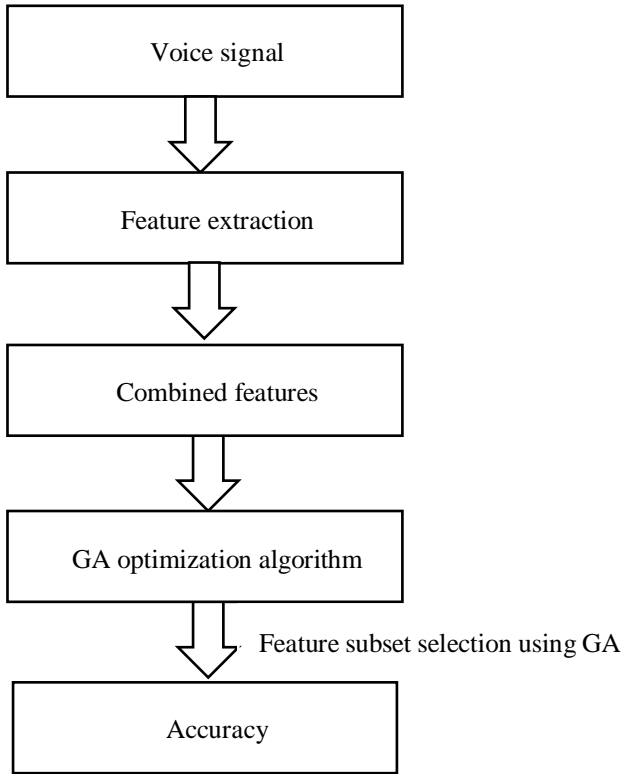 Voice signal
Feature extraction
Combined features
GA optimization algorithm
Feature subset selection using GA
Accuracy